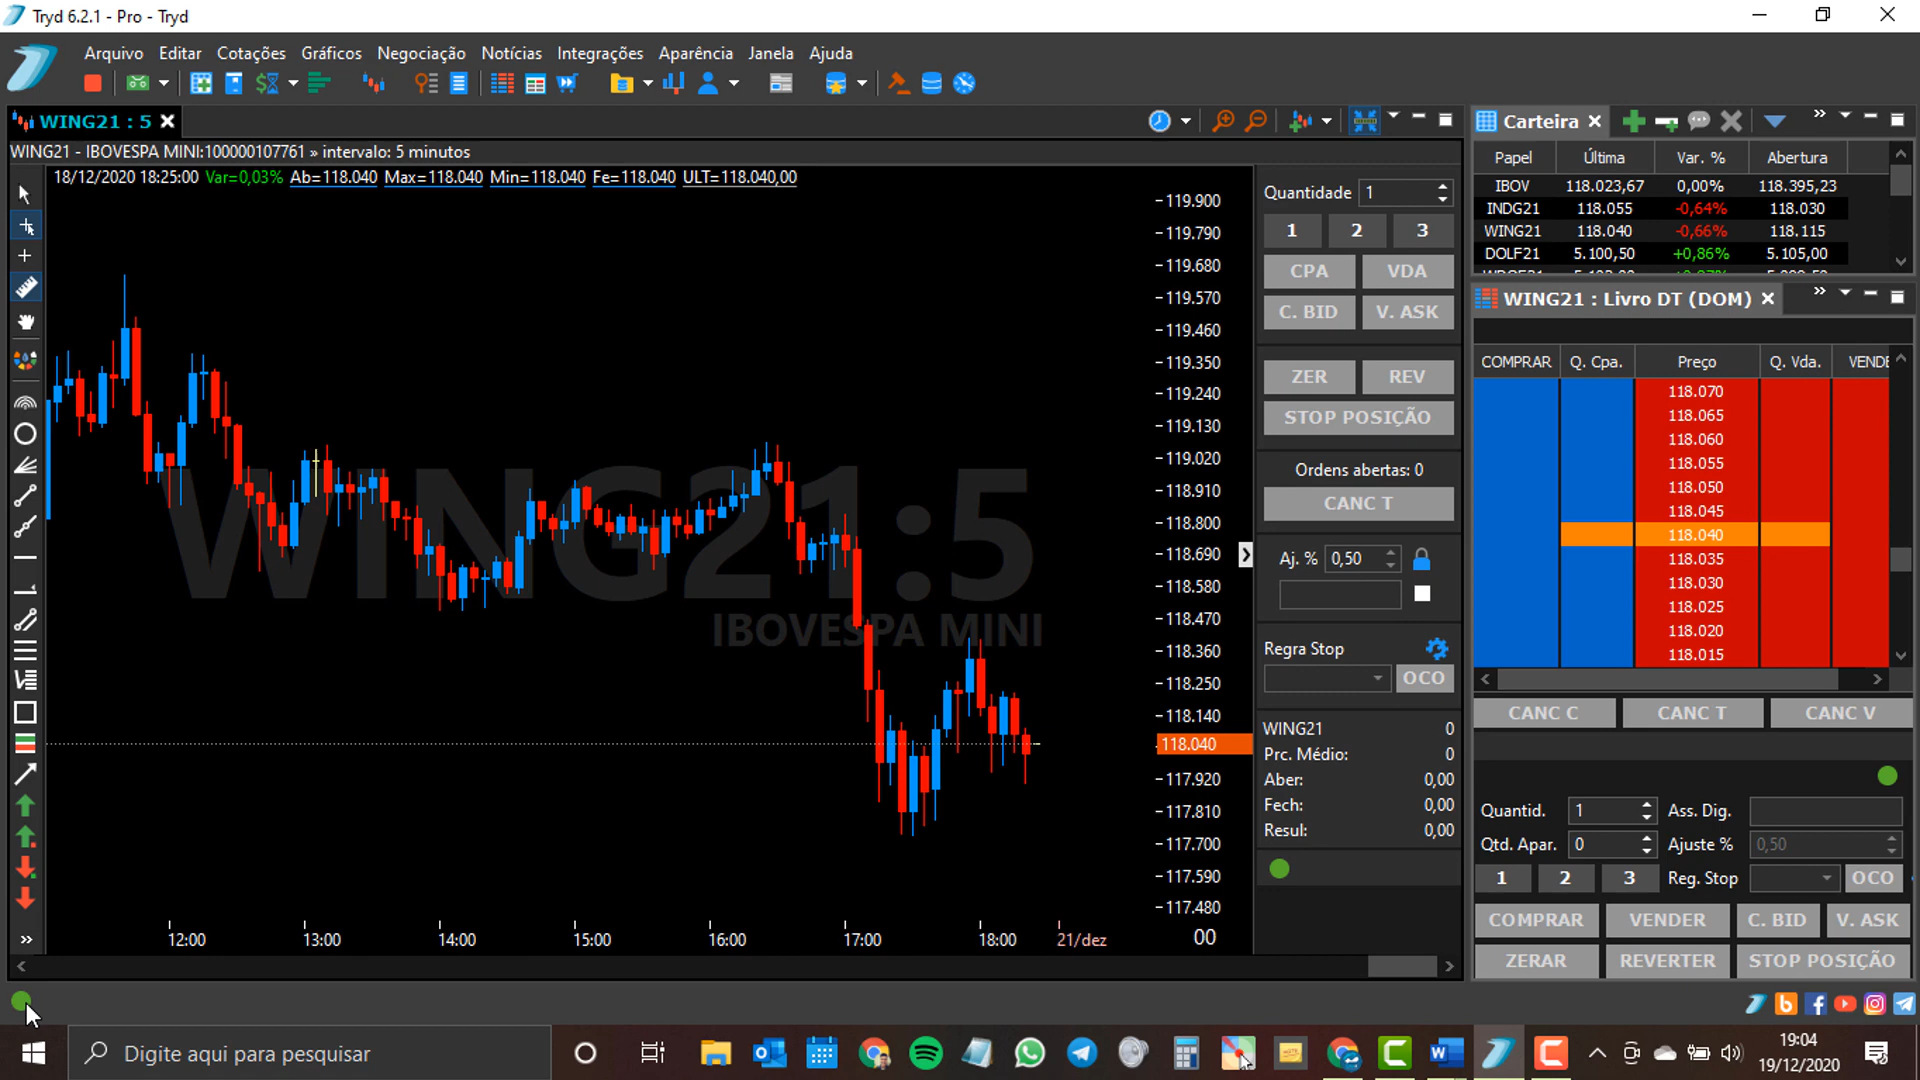 Tryd 6.2.1 - Pro - Tryd
Arquivo Editar Cotações Gráficos Negociação Notícias Integrações Aparência Janela Ajuda
WING21 : 5
WING21 - IBOVESPA MINI:100000107761 » intervalo: 5 minutos
18/12/2020 18:25:00 Var=0,03% Ab=118.040 Max=118.040 Min=118.040 Fe=118.040 ULT=118.040,00
119.900
119.790
119.680
119.570
119.460
119.350
119.240
119.130
119.020
118.910
118.800
118.690
118.580
118.470
118.360
118.250
118.140
118.040
117.920
117.810
117.700
117.590
117.480
WING21:5
IBOVESPA MINI
12:00 13:00 14:00 15:00 16:00 17:00 18:00 21/dez 00
Quantidade 1
1 2 3
CPA VDA
C. BID V. ASK
ZER REV
STOP POSIÇÃO
Ordens abertas: 0
CANC T
Aj. % 0,50
Regra Stop
OCO
WING21 0
Prc. Médio: 0
Aber: 0,00
Fech: 0,00
Resul: 0,00
Carteira
Papel Última Var. % Abertura
IBOV 118.023,67 0,00% 118.395,23
INDG21 118.055 -0,64% 118.030
WING21 118.040 -0,66% 118.115
DOLF21 5.100,50 +0,86% 5.105,00
WING21 : Livro DT (DOM)
COMPRAR Q. Cpa. Preço Q. Vda. VENDE
118.070
118.065
118.060
118.055
118.050
118.045
118.040
118.035
118.030
118.025
118.020
118.015
CANC C CANC T CANC V
Quantid. 1 Ass. Dig.
Qtd. Apar. 0 Ajuste % 0,50
1 2 3 Reg. Stop OCO
COMPRAR VENDER C. BID V. ASK
ZERAR REVERTER STOP POSIÇÃO
Digite aqui para pesquisar
19:04
19/12/2020